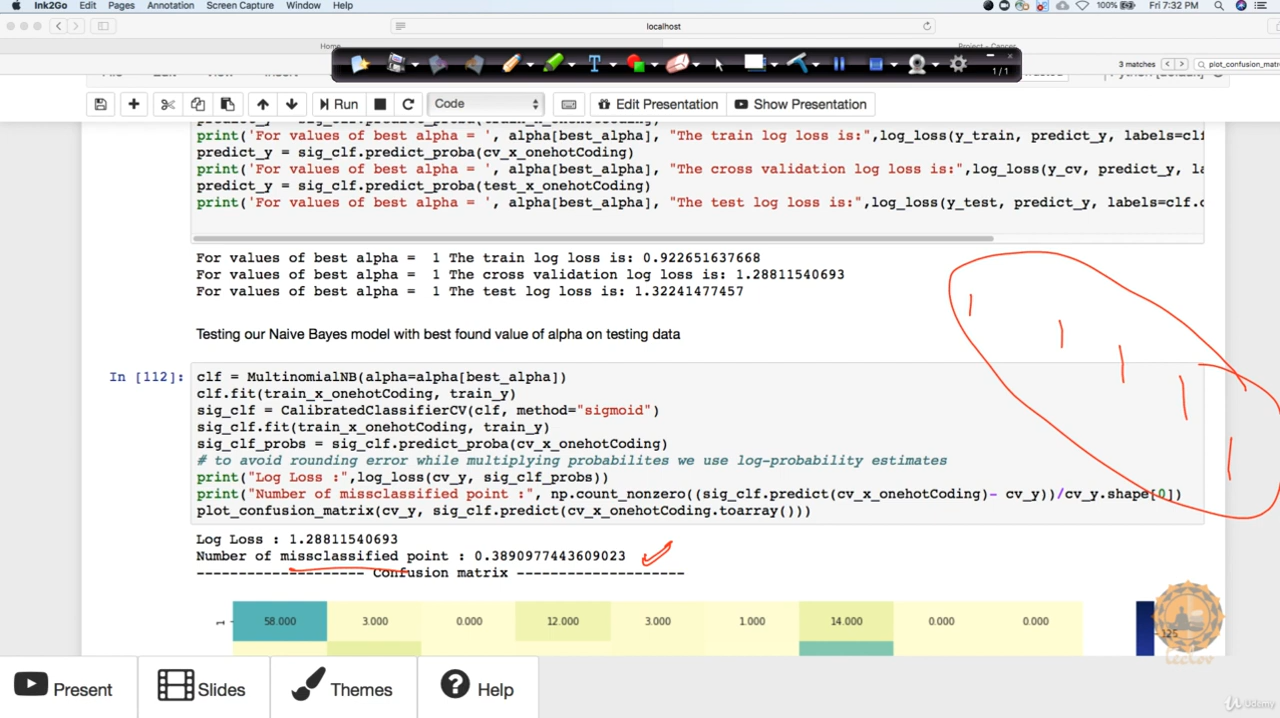 Ink2Go Edit Pages Annotation Screen Capture Window Help 100% Fri 7:32 PM
localhost
Home Project - Cancer
1/1 3 matches plot_confusion_matr
Run Code Edit Presentation Show Presentation
print('For values of best alpha = ', alpha[best_alpha], "The train log loss is:",log_loss(y_train, predict_y, labels=clf
predict_y = sig_clf.predict_proba(cv_x_onehotCoding)
print('For values of best alpha = ', alpha[best_alpha], "The cross validation log loss is:",log_loss(y_cv, predict_y, la
predict_y = sig_clf.predict_proba(test_x_onehotCoding)
print('For values of best alpha = ', alpha[best_alpha], "The test log loss is:",log_loss(y_test, predict_y, labels=clf.c
For values of best alpha =  1 The train log loss is: 0.922651637668
For values of best alpha =  1 The cross validation log loss is: 1.28811540693
For values of best alpha =  1 The test log loss is: 1.32241477457
Testing our Naive Bayes model with best found value of alpha on testing data
In [112]: clf = MultinomialNB(alpha=alpha[best_alpha])
clf.fit(train_x_onehotCoding, train_y)
sig_clf = CalibratedClassifierCV(clf, method="sigmoid")
sig_clf.fit(train_x_onehotCoding, train_y)
sig_clf_probs = sig_clf.predict_proba(cv_x_onehotCoding)
# to avoid rounding error while multiplying probabilites we use log-probability estimates
print("Log Loss :",log_loss(cv_y, sig_clf_probs))
print("Number of missclassified point :", np.count_nonzero((sig_clf.predict(cv_x_onehotCoding)- cv_y))/cv_y.shape[0])
plot_confusion_matrix(cv_y, sig_clf.predict(cv_x_onehotCoding.toarray()))
Log Loss : 1.28811540693
Number of missclassified point : 0.3890977443609023
-------------------- Confusion matrix --------------------
1 58.000 3.000 0.000 12.000 3.000 1.000 14.000 0.000 0.000
125
Present Slides Themes Help
Udemy